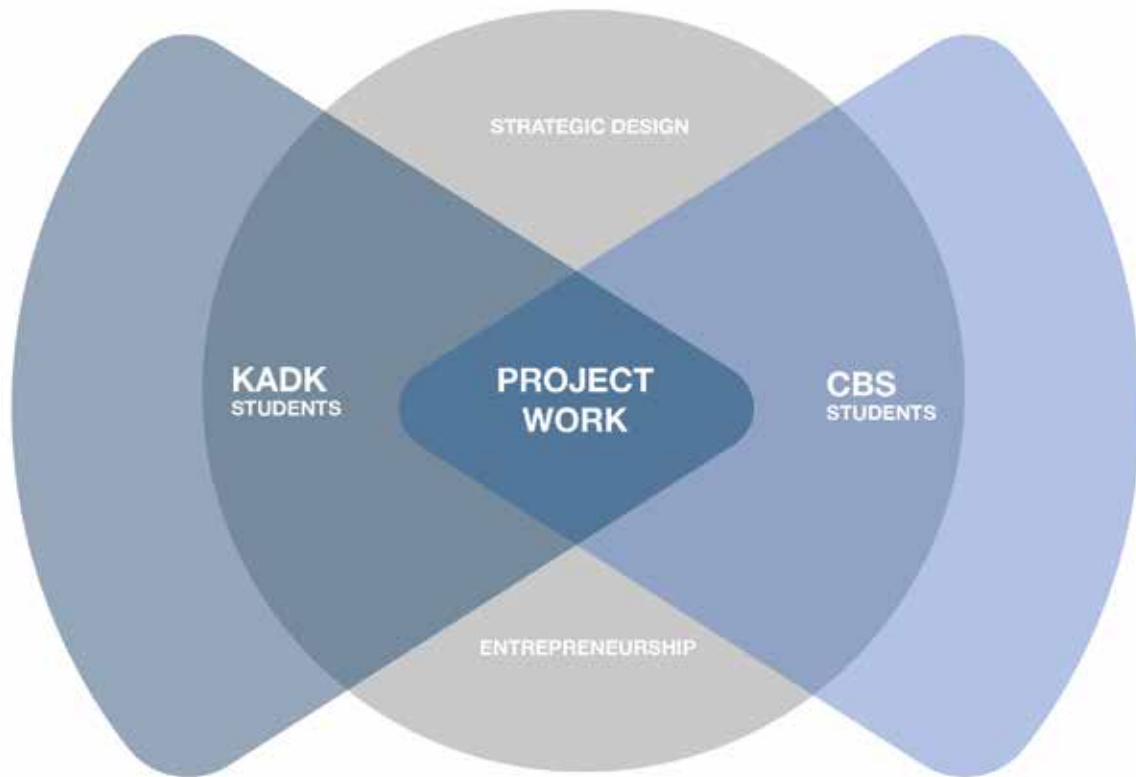 STRATEGIC DESIGN
KADK
STUDENTS
PROJECT
WORK
CBS
STUDENTS
ENTREPRENEURSHIP